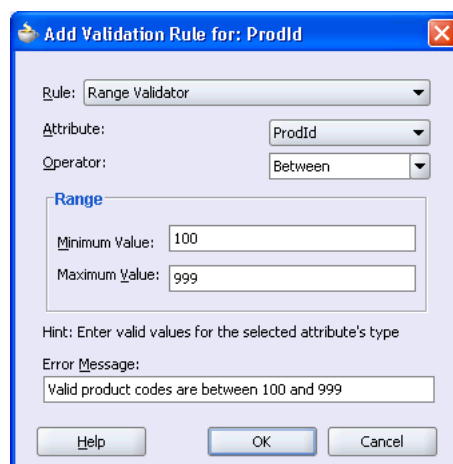 Add Validation Rule for: ProdId
Rule: Range Validator
Attribute: ProdId
Operator: Between
Range
Minimum Value: 100
Maximum Value: 999
Hint: Enter valid values for the selected attribute's type
Error Message:
Valid product codes are between 100 and 999
Help OK Cancel